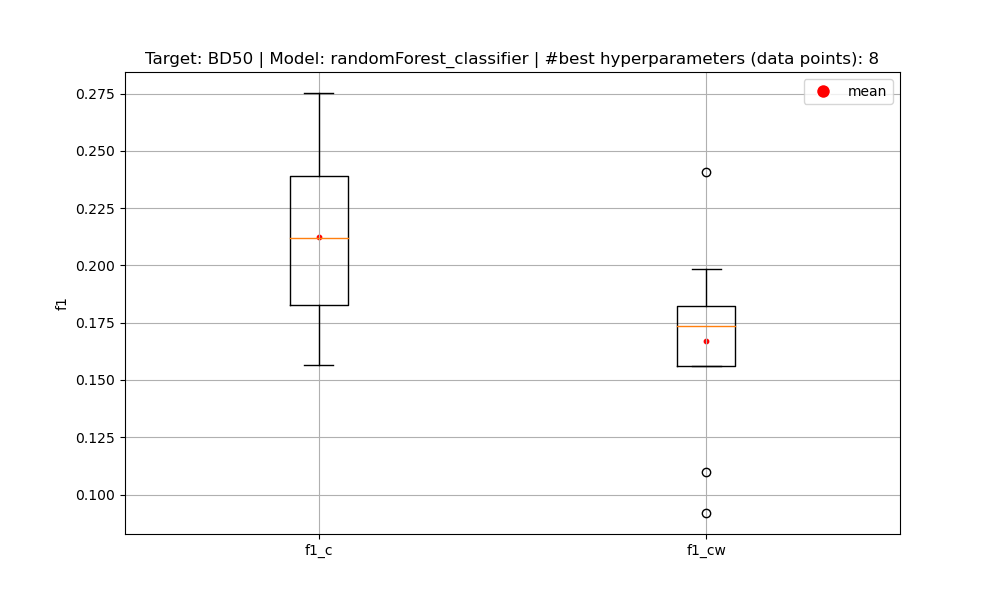 Target: BD50 | Model: randomForest_classifier | #best hyperparameters (data points): 8
mean
0.275
0.250
0.225
0.200
0.175
0.150
0.125
0.100
f1
f1_c
f1_cw